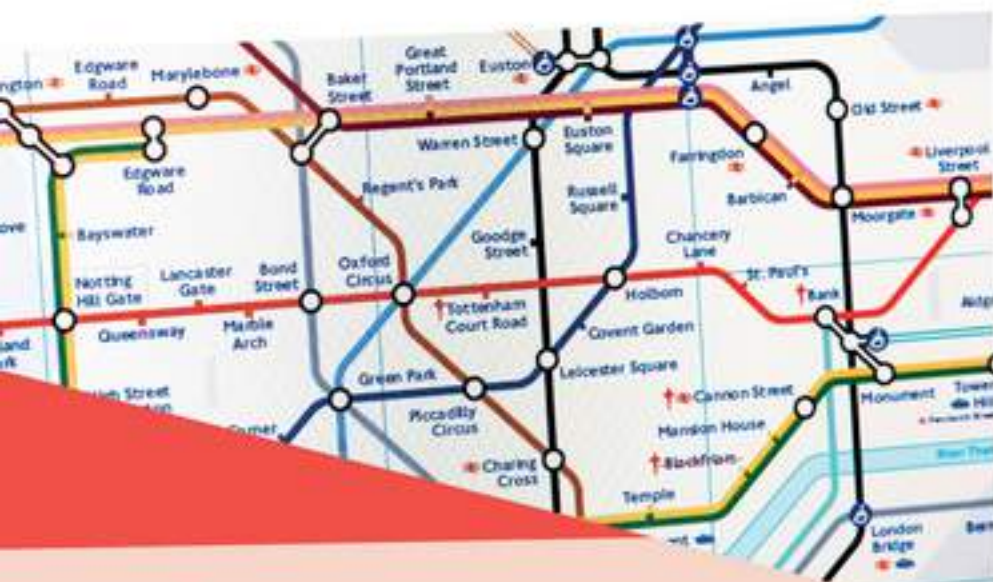 Edgware
Road
Marylebone
Baker
Street
Great
Portland
Street
Euston
Angel
Old Street
Warren Street
Euston
Square
Farringdon
Liverpool
Street
Edgware
Road
Regent's Park
Russell
Square
Barbican
Moorgate
Bayswater
Goodge
Street
Chancery
Lane
Notting
Hill Gate
Lancaster
Gate
Bond
Street
Oxford
Circus
Tottenham
Court Road
Holborn
St. Paul's
Bank
Queensway
Marble
Arch
Covent Garden
Green Park
Leicester Square
Cannon Street
Monument
Piccadilly
Circus
Mansion House
Charing
Cross
Blackfriars
Temple
London
Bridge